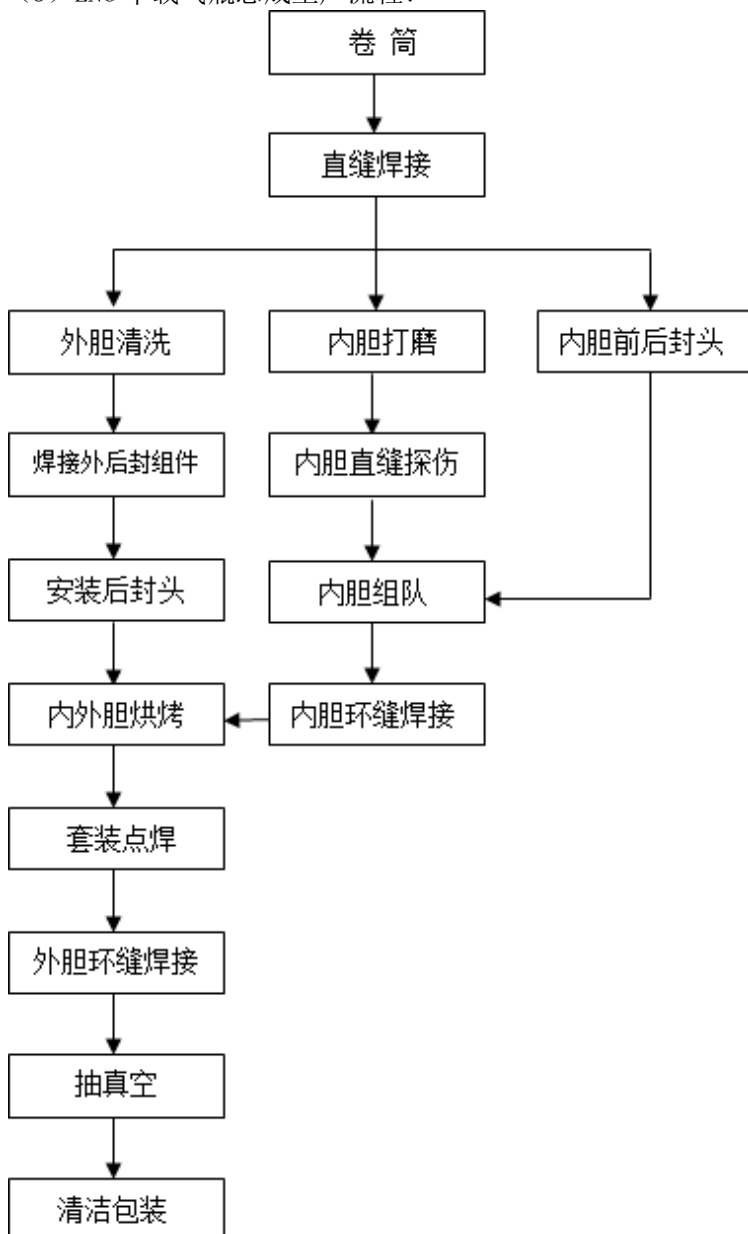 卷 筒
直缝焊接
外胆清洗
内胆打磨
内胆前后封头
焊接外后封组件
内胆直缝探伤
安装后封头
内胆组队
内外胆烘烤
内胆环缝焊接
套装点焊
外胆环缝焊接
抽真空
清洁包装